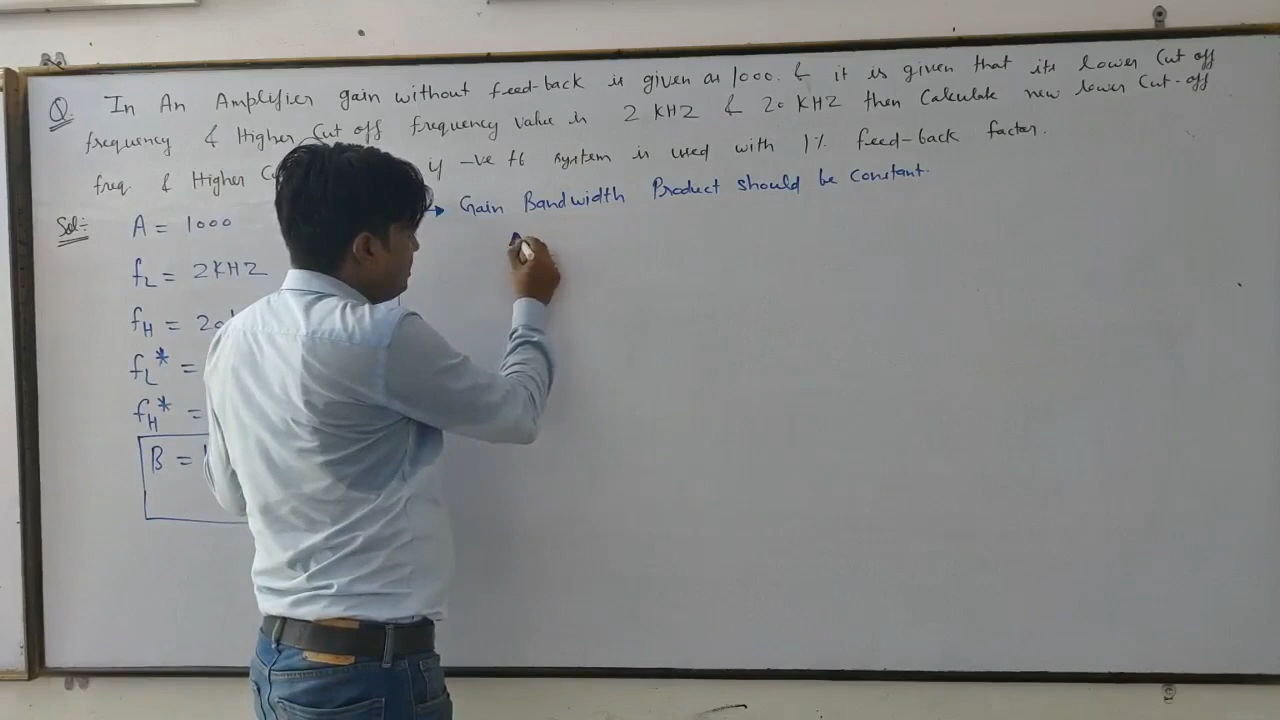 Q. In An Amplifier gain without feed-back is given as 1000. & it is given that its lower Cut off
frequency & Higher Cut off frequency value is 2 KHZ & 20 KHZ then Calculate new lower Cut-off
freq & Higher if -ve fb system is used with 1% feed-back factor.
Sol:- A = 1000
→ Gain Bandwidth Product should be constant.
fL = 2KHZ
fH = 20
fL* =
fH* =
β =